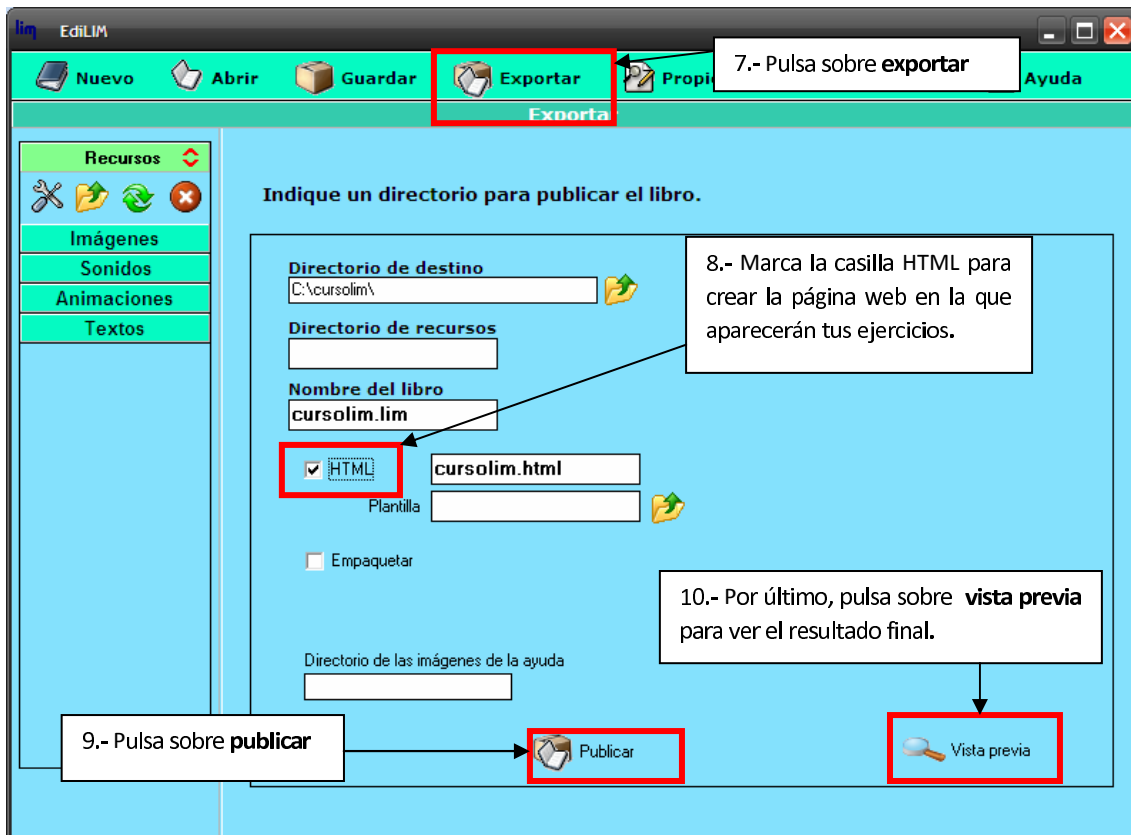 lim EdiLIM
Nuevo Abrir Guardar Exportar Propie Ayuda
7.- Pulsa sobre exportar
Exportar
Recursos
Imágenes
Sonidos
Animaciones
Textos
Indique un directorio para publicar el libro.
Directorio de destino
C:\cursolim\
Directorio de recursos
Nombre del libro
cursolim.lim
8.- Marca la casilla HTML para
crear la página web en la que
aparecerán tus ejercicios.
HTML cursolim.html
Plantilla
Empaquetar
10.- Por último, pulsa sobre vista previa
para ver el resultado final.
Directorio de las imágenes de la ayuda
9.- Pulsa sobre publicar
Publicar
Vista previa